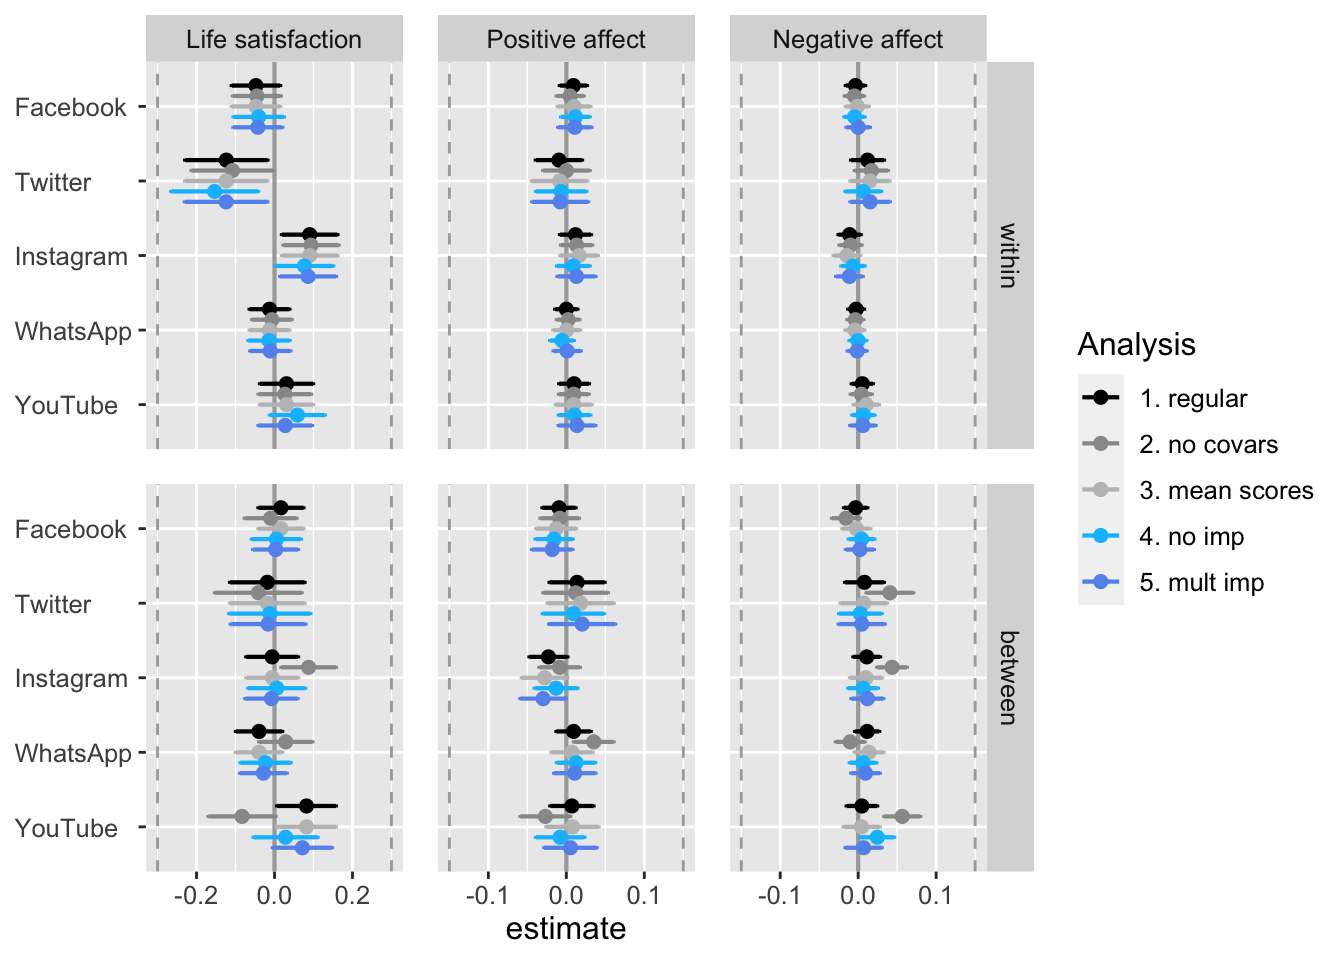 Life satisfaction
Positive affect
Negative affect
Facebook
Twitter
Instagram
WhatsApp
YouTube
within
Facebook
Twitter
Instagram
WhatsApp
YouTube
between
-0.2
0.0
0.2
-0.1
0.0
0.1
-0.1
0.0
0.1
estimate
Analysis
1. regular
2. no covars
3. mean scores
4. no imp
5. mult imp